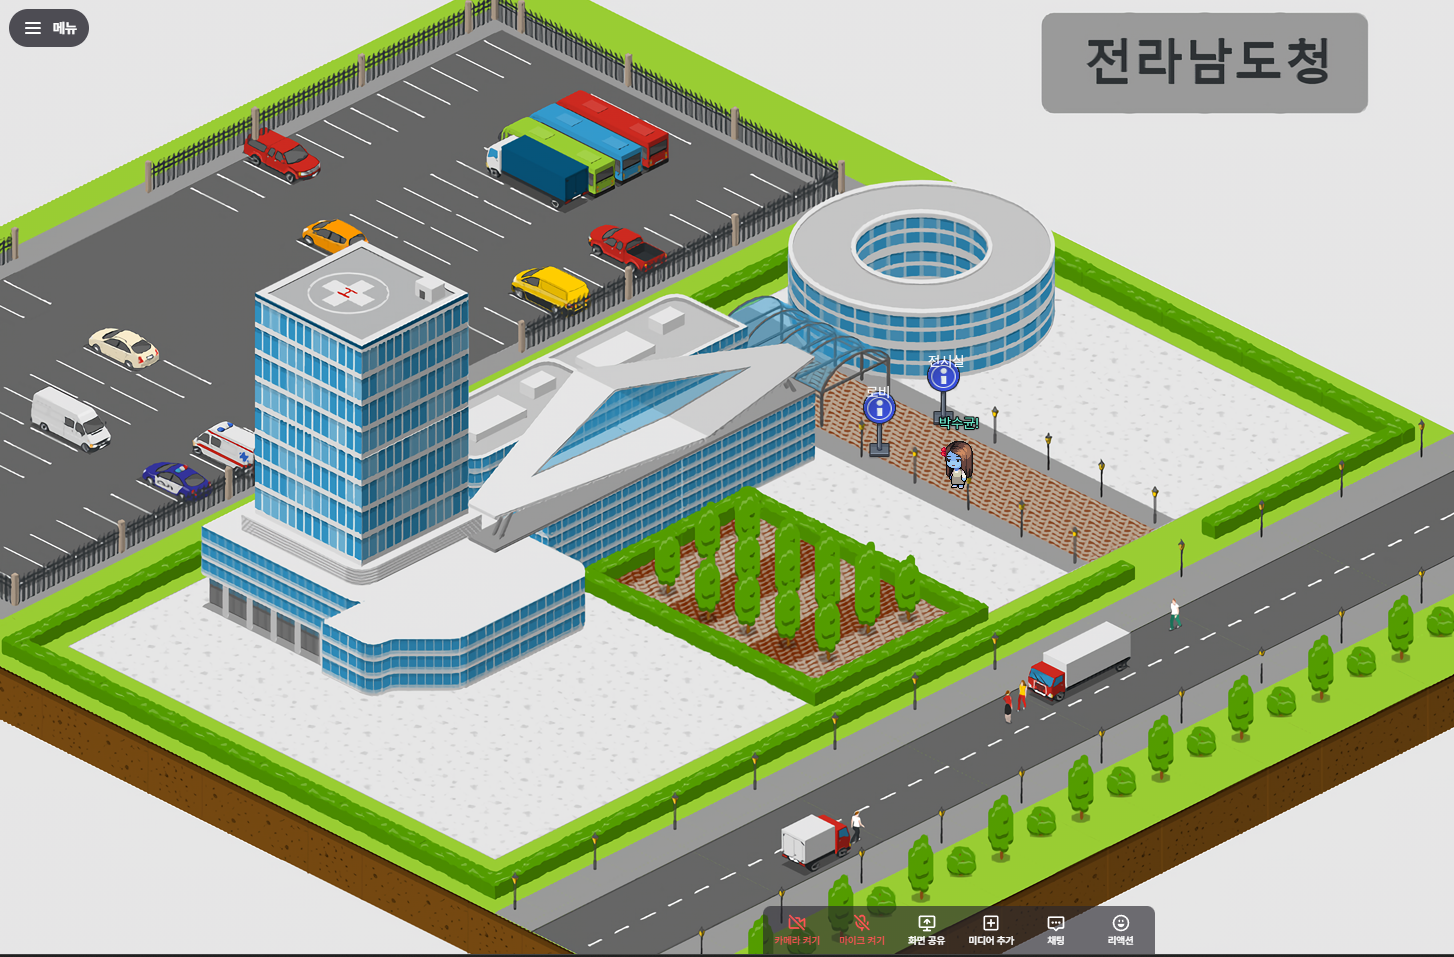 메뉴
전라남도청
전시실
로비
박수균!
카메라 켜기
마이크 켜기
화면 공유
미디어 추가
채팅
리액션